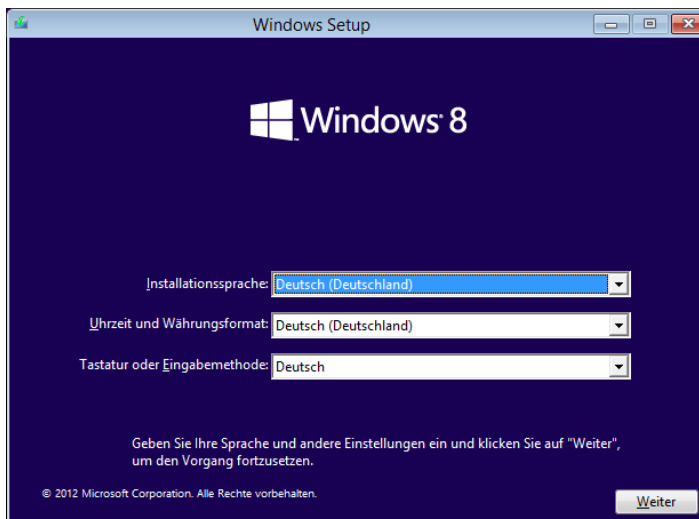 Windows Setup
Windows 8
Installationssprache: Deutsch (Deutschland)
Uhrzeit und Währungsformat: Deutsch (Deutschland)
Tastatur oder Eingabemethode: Deutsch
Geben Sie Ihre Sprache und andere Einstellungen ein und klicken Sie auf "Weiter",
um den Vorgang fortzusetzen.
© 2012 Microsoft Corporation. Alle Rechte vorbehalten.
Weiter